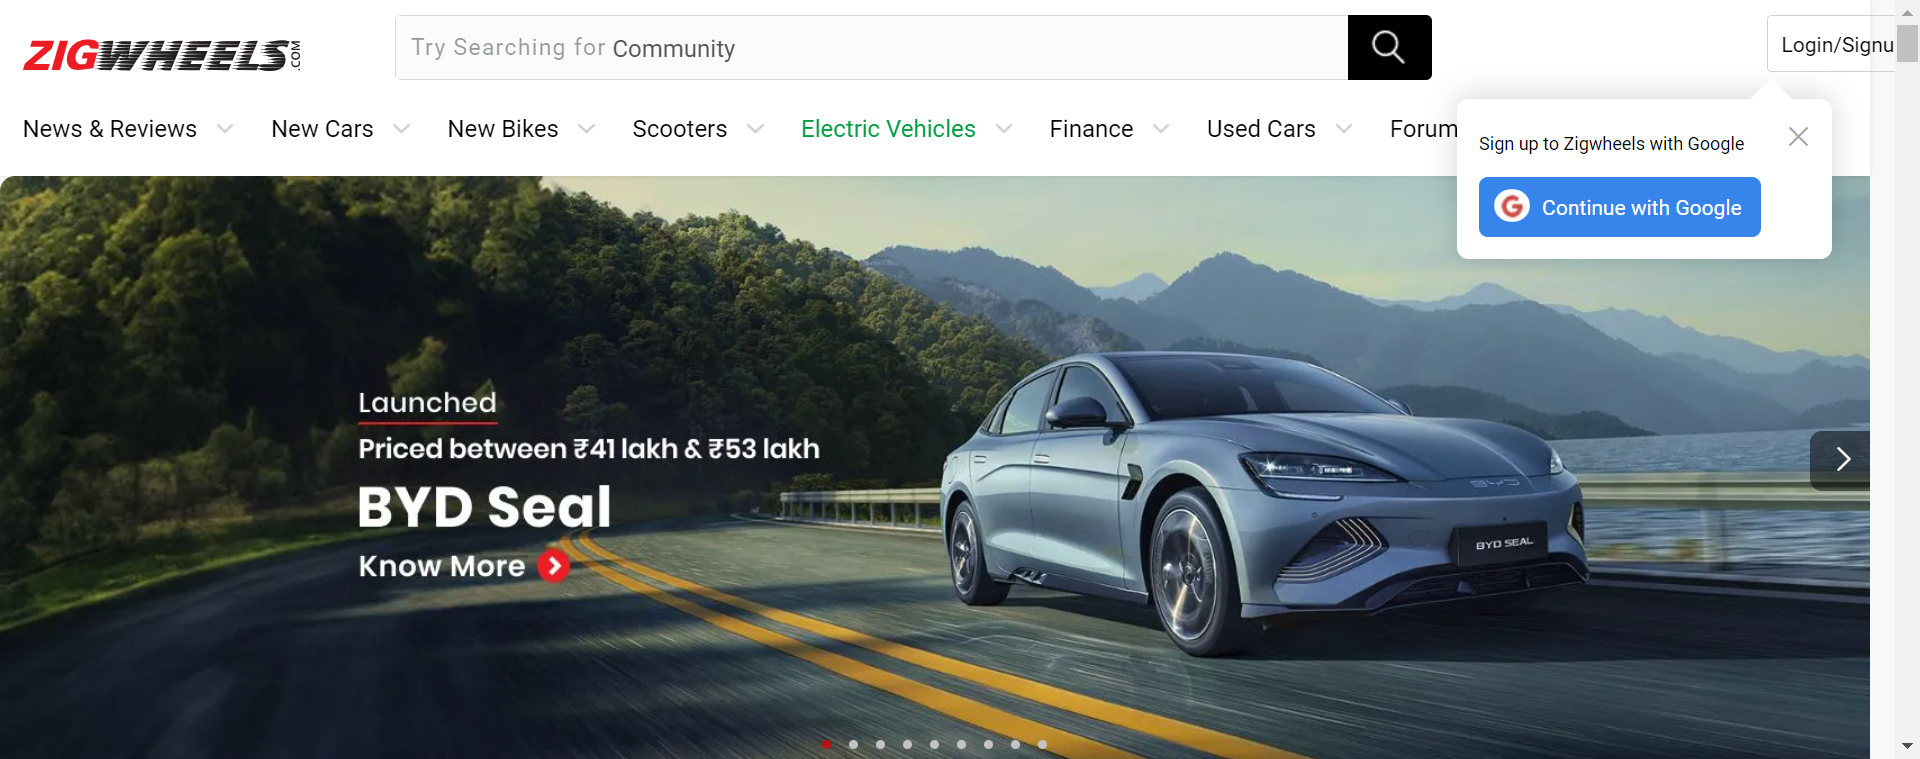 ZIGWHEELS.COM
Try Searching for Community
Login/Signu
News & Reviews New Cars New Bikes Scooters Electric Vehicles Finance Used Cars Forum
Sign up to Zigwheels with Google
G Continue with Google
Launched
Priced between ₹41 lakh & ₹53 lakh
BYD Seal
Know More
BYD
BYD SEAL